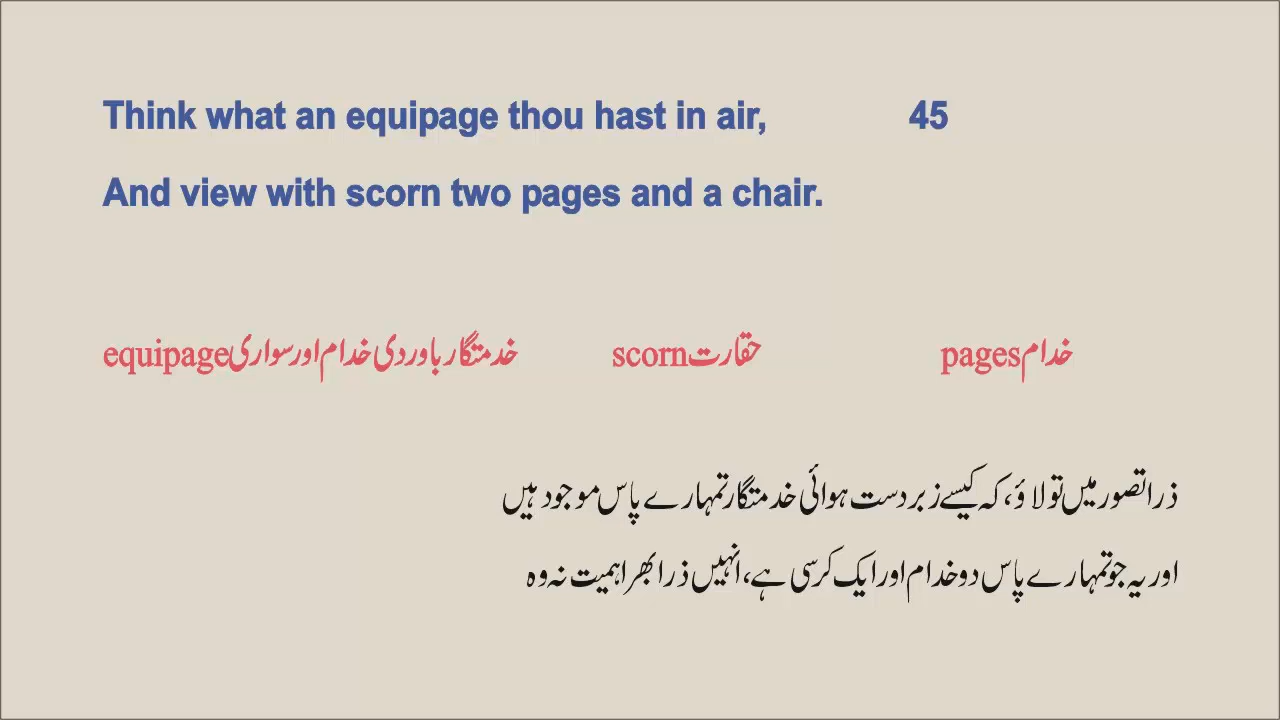 Think what an equipage thou hast in air, 45
And view with scorn two pages and a chair.
equipage خدمتگار باوردی خدام اور سواری scorn حقارت pages خدام
ذرا تصور میں تو لاؤ، کہ کیسے زبردست ہوائی خدمتگار تمہارے پاس موجود ہیں
اور یہ جو تمہارے پاس دو خدام اور ایک کرسی ہے، انہیں ذرا بھر اہمیت نہ وہ